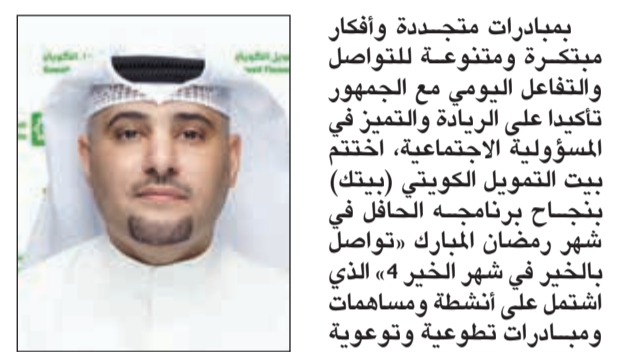 بمبادرات متجددة وأفكار
مبتكرة ومتنوعة للتواصل
والتفاعل اليومي مع الجمهور
تأكيدا على الريادة والتميز في
المسؤولية الاجتماعية، اختتم
بيت التمويل الكويتي (بيتك)
بنجاح برنامجه الحافل في
شهر رمضان المبارك «تواصل
بالخير في شهر الخير 4» الذي
اشتمل على أنشطة ومساهمات
ومبادرات تطوعية وتوعوية